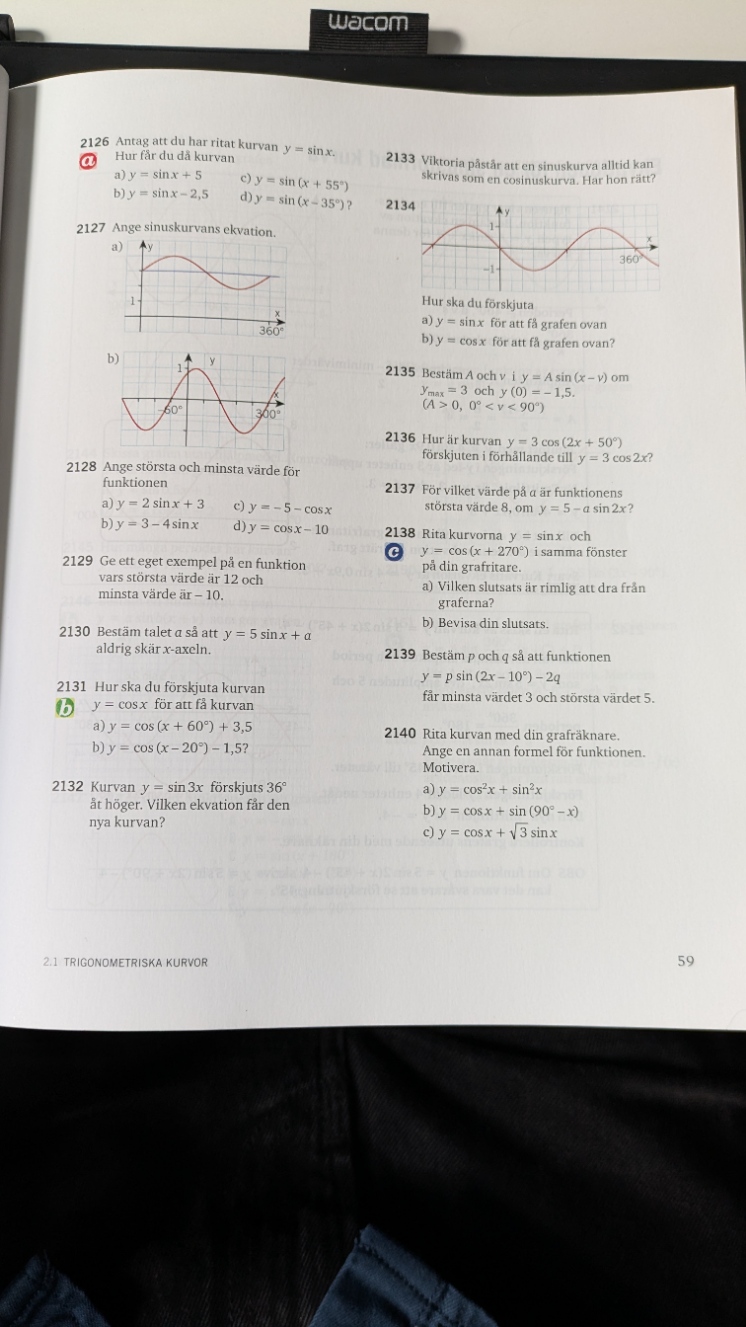 wacom
2126 Antag att du har ritat kurvan y = sin x.
a Hur får du då kurvan
a) y = sin x + 5 c) y = sin (x + 55°)
b) y = sin x – 2,5 d) y = sin (x – 35°) ?
2127 Ange sinuskurvans ekvation.
a) y
1
x
360°
b) y
1
x
–60° 300°
2128 Ange största och minsta värde för
funktionen
a) y = 2 sin x + 3 c) y = – 5 – cos x
b) y = 3 – 4 sin x d) y = cos x – 10
2129 Ge ett eget exempel på en funktion
vars största värde är 12 och
minsta värde är – 10.
2130 Bestäm talet a så att y = 5 sin x + a
aldrig skär x-axeln.
2131 Hur ska du förskjuta kurvan
b y = cos x för att få kurvan
a) y = cos (x + 60°) + 3,5
b) y = cos (x – 20°) – 1,5?
2132 Kurvan y = sin 3x förskjuts 36°
åt höger. Vilken ekvation får den
nya kurvan?
2133 Viktoria påstår att en sinuskurva alltid kan
skrivas som en cosinuskurva. Har hon rätt?
2134
y
1
x
360°
–1
Hur ska du förskjuta
a) y = sin x för att få grafen ovan
b) y = cos x för att få grafen ovan?
2135 Bestäm A och v i y = A sin (x – v) om
ymax = 3 och y (0) = – 1,5.
(A > 0, 0° < v < 90°)
2136 Hur är kurvan y = 3 cos (2x + 50°)
förskjuten i förhållande till y = 3 cos 2x?
2137 För vilket värde på a är funktionens
största värde 8, om y = 5 – a sin 2x?
2138 Rita kurvorna y = sin x och
c y = cos (x + 270°) i samma fönster
på din grafritare.
a) Vilken slutsats är rimlig att dra från
graferna?
b) Bevisa din slutsats.
2139 Bestäm p och q så att funktionen
y = p sin (2x – 10°) – 2q
får minsta värdet 3 och största värdet 5.
2140 Rita kurvan med din grafräknare.
Ange en annan formel för funktionen.
Motivera.
a) y = cos²x + sin²x
b) y = cos x + sin (90° – x)
c) y = cos x + √3 sin x
2.1 TRIGONOMETRISKA KURVOR
59